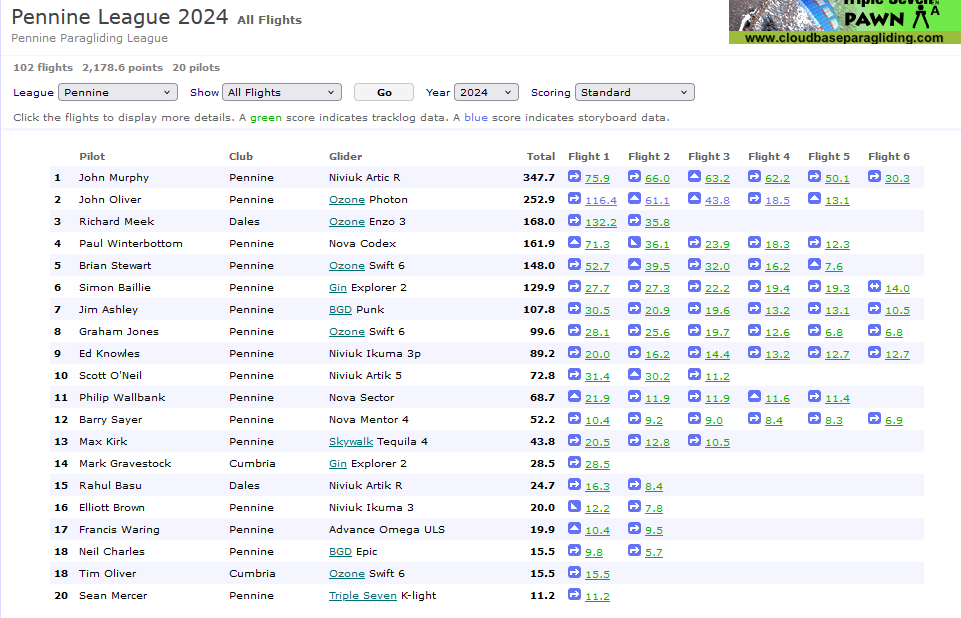 Pennine League 2024 All Flights
Pennine Paragliding League
PAWN
www.cloudbaseparagliding.com
102 flights 2,178.6 points 20 pilots
League Pennine Show All Flights Go Year 2024 Scoring Standard
Click the flights to display more details. A green score indicates tracklog data. A blue score indicates storyboard data.
Pilot Club Glider Total Flight 1 Flight 2 Flight 3 Flight 4 Flight 5 Flight 6
1 John Murphy Pennine Niviuk Artic R 347.7 75.9 66.0 63.2 62.2 50.1 30.3
2 John Oliver Pennine Ozone Photon 252.9 116.4 61.1 43.8 18.5 13.1
3 Richard Meek Dales Ozone Enzo 3 168.0 132.2 35.8
4 Paul Winterbottom Pennine Nova Codex 161.9 71.3 36.1 23.9 18.3 12.3
5 Brian Stewart Pennine Ozone Swift 6 148.0 52.7 39.5 32.0 16.2 7.6
6 Simon Baillie Pennine Gin Explorer 2 129.9 27.7 27.3 22.2 19.4 19.3 14.0
7 Jim Ashley Pennine BGD Punk 107.8 30.5 20.9 19.6 13.2 13.1 10.5
8 Graham Jones Pennine Ozone Swift 6 99.6 28.1 25.6 19.7 12.6 6.8 6.8
9 Ed Knowles Pennine Niviuk Ikuma 3p 89.2 20.0 16.2 14.4 13.2 12.7 12.7
10 Scott O'Neil Pennine Niviuk Artik 5 72.8 31.4 30.2 11.2
11 Philip Wallbank Pennine Nova Sector 68.7 21.9 11.9 11.9 11.6 11.4
12 Barry Sayer Pennine Nova Mentor 4 52.2 10.4 9.2 9.0 8.4 8.3 6.9
13 Max Kirk Pennine Skywalk Tequila 4 43.8 20.5 12.8 10.5
14 Mark Gravestock Cumbria Gin Explorer 2 28.5 28.5
15 Rahul Basu Dales Niviuk Artik R 24.7 16.3 8.4
16 Elliott Brown Pennine Niviuk Ikuma 3 20.0 12.2 7.8
17 Francis Waring Pennine Advance Omega ULS 19.9 10.4 9.5
18 Neil Charles Pennine BGD Epic 15.5 9.8 5.7
18 Tim Oliver Cumbria Ozone Swift 6 15.5 15.5
20 Sean Mercer Pennine Triple Seven K-light 11.2 11.2